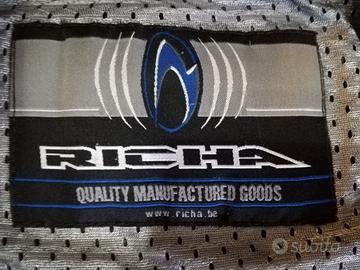 RICHA
QUALITY MANUFACTURED GOODS
www.richa.be
subito